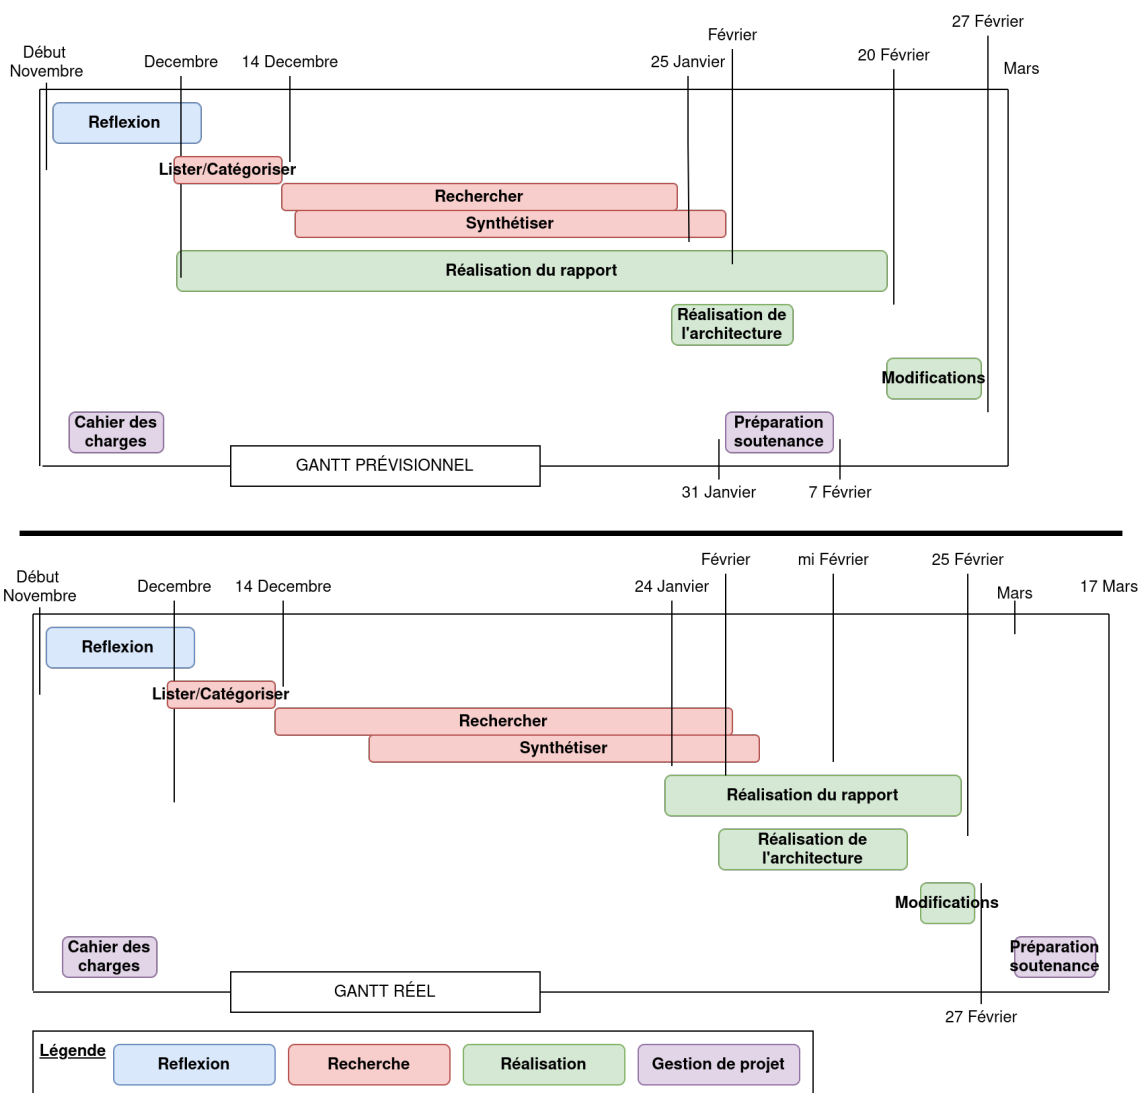 27 Février
Février
Début
Novembre
Decembre
14 Decembre
25 Janvier
20 Février
Mars
Reflexion
Lister/Catégoriser
Rechercher
Synthétiser
Réalisation du rapport
Réalisation de
l'architecture
Modifications
Cahier des
charges
Préparation
soutenance
GANTT PRÉVISIONNEL
31 Janvier
7 Février
Février
mi Février
25 Février
Début
Novembre
Decembre
14 Decembre
24 Janvier
Mars
17 Mars
Reflexion
Lister/Catégoriser
Rechercher
Synthétiser
Réalisation du rapport
Réalisation de
l'architecture
Modifications
Cahier des
charges
Préparation
soutenance
GANTT RÉEL
27 Février
Légende
Reflexion
Recherche
Réalisation
Gestion de projet